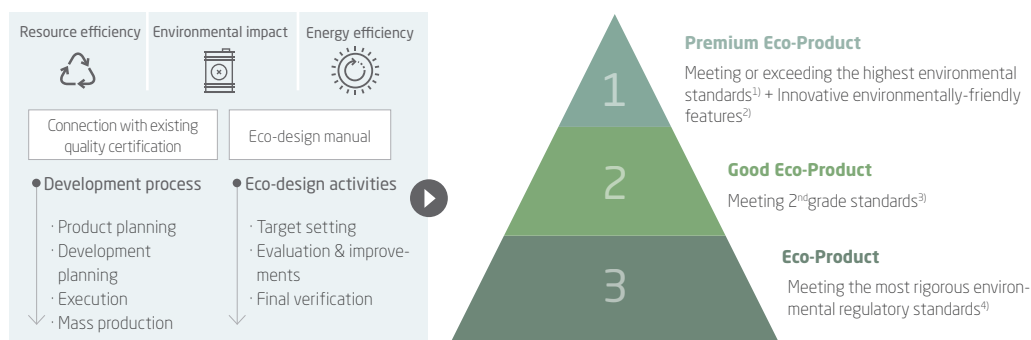 Resource efficiency
Environmental impact
Energy efficiency
Connection with existing
quality certification
Eco-design manual
Development process
· Product planning
· Development
planning
· Execution
· Mass production
Eco-design activities
· Target setting
· Evaluation & improve-
ments
· Final verification
1
Premium Eco-Product
Meeting or exceeding the highest environmental
standards1) + Innovative environmentally-friendly
features2)
2
Good Eco-Product
Meeting 2ndgrade standards3)
3
Eco-Product
Meeting the most rigorous environ-
mental regulatory standards4)